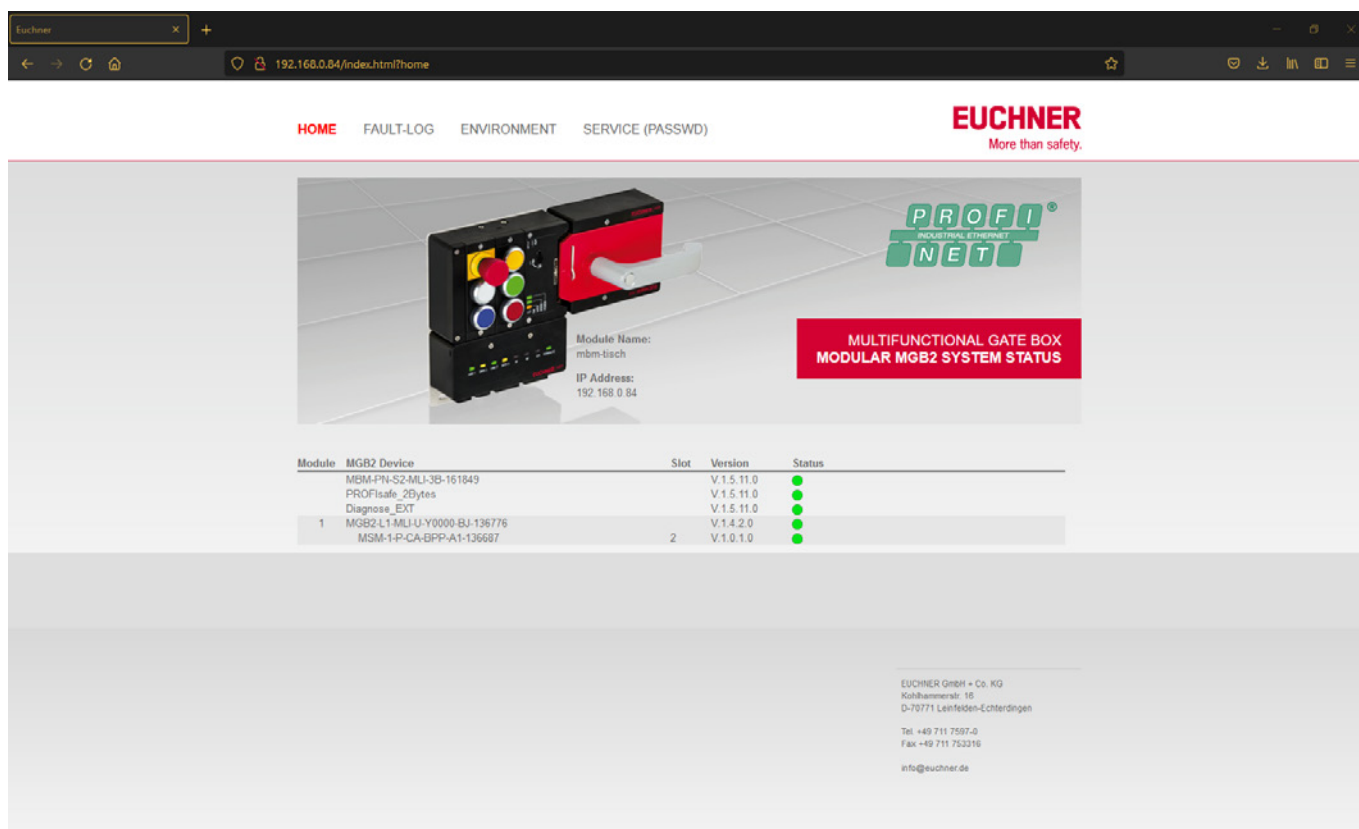 Euchner
192.168.0.84/index.html?home
HOME FAULT-LOG ENVIRONMENT SERVICE (PASSWD)
EUCHNER
More than safety.
PROFI®
INDUSTRIAL ETHERNET
NET
Module Name:
mbm-tisch
IP Address:
192.168.0.84
MULTIFUNCTIONAL GATE BOX
MODULAR MGB2 SYSTEM STATUS
Module MGB2 Device Slot Version Status
MBM-PN-S2-MLI-3B-161849 V.1.5.11.0
PROFIsafe_2Bytes V.1.5.11.0
Diagnose_EXT V.1.5.11.0
1 MGB2-L1-MLI-U-Y0000-BJ-136776 V.1.4.2.0
MSM-1-P-CA-BPP-A1-136687 2 V.1.0.1.0
EUCHNER GmbH + Co. KG
Kohlhammerstr. 16
D-70771 Leinfelden-Echterdingen
Tel. +49 711 7597-0
Fax +49 711 753316
info@euchner.de